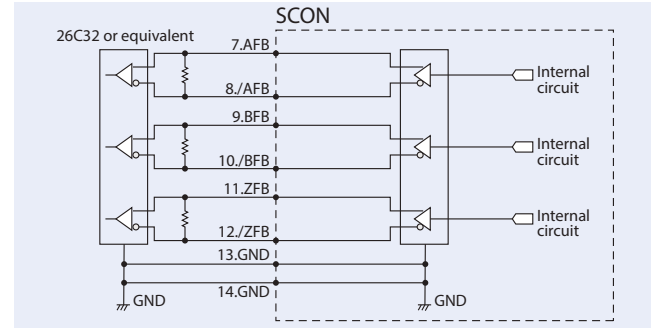 SCON
26C32 or equivalent
7.AFB
Internal
circuit
8./AFB
9.BFB
Internal
circuit
10./BFB
11.ZFB
Internal
circuit
12./ZFB
13.GND
14.GND
GND
GND